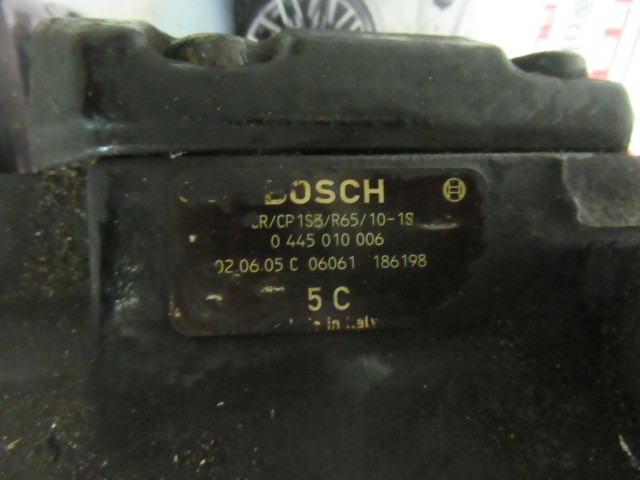 BOSCH
CR/CP1S3/R65/10-1S
0 445 010 006
02.06.05 C 06061 186198
5 C
in Italy